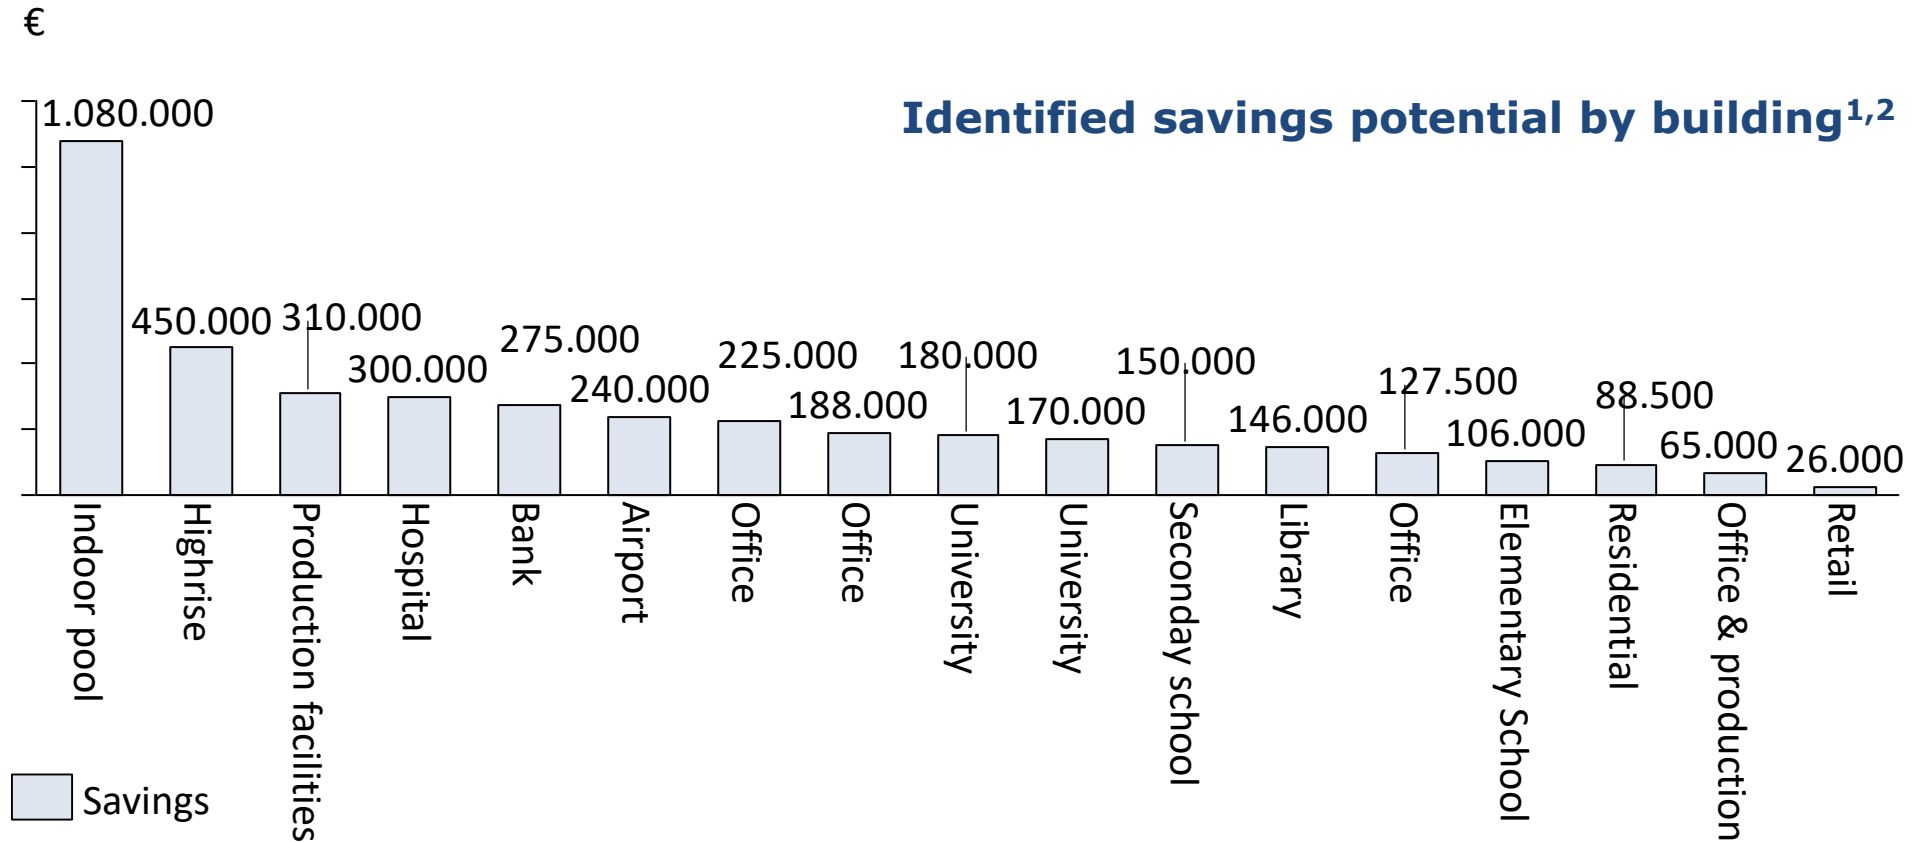 €
Identified savings potential by building1,2
1.080.000
450.000
310.000
300.000
275.000
240.000
225.000
188.000
180.000
170.000
150.000
146.000
127.500
106.000
88.500
65.000
26.000
Indoor pool
Highrise
Production facilities
Hospital
Bank
Airport
Office
Office
University
University
Seconday school
Library
Office
Elementary School
Residential
Office & production
Retail
Savings